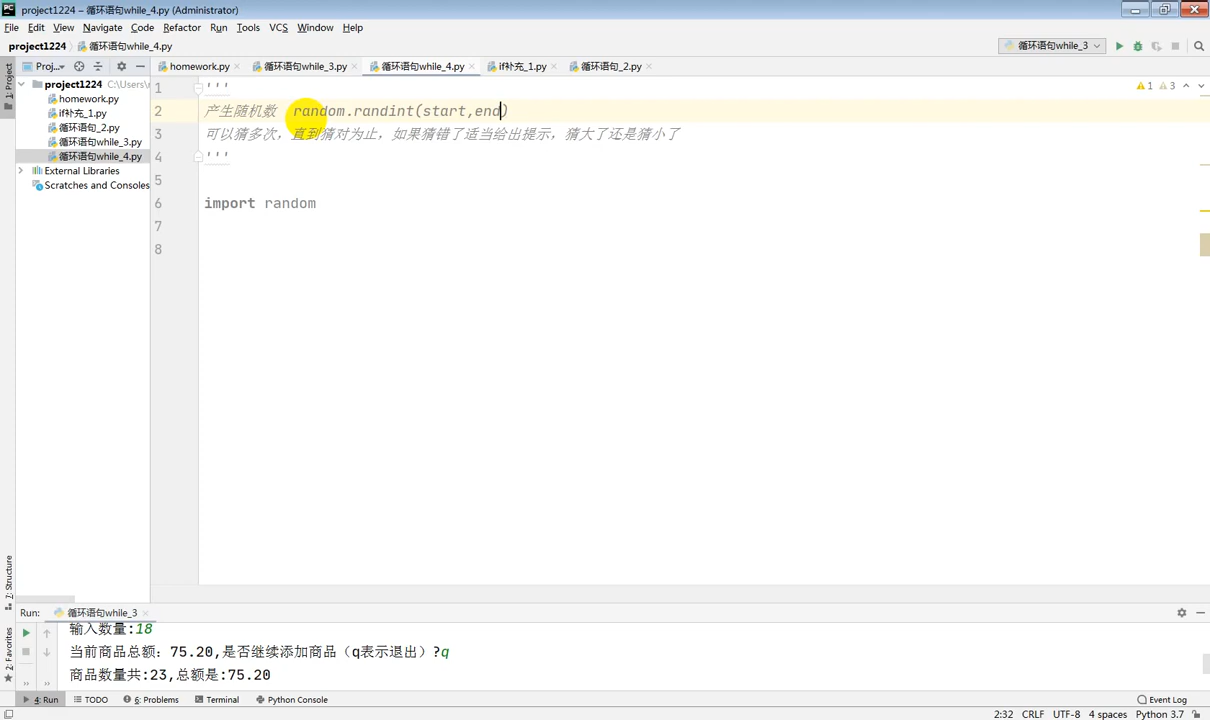 project1224 – 循环语句while_4.py (Administrator)
File Edit View Navigate Code Refactor Run Tools VCS Window Help
project1224 循环语句while_4.py 循环语句while_3
Proj... homework.py 循环语句while_3.py 循环语句while_4.py if补充_1.py 循环语句_2.py
1: Project
project1224 C:\Users\
homework.py
if补充_1.py
循环语句_2.py
循环语句while_3.py
循环语句while_4.py
External Libraries
Scratches and Consoles
1 '''
2 产生随机数 random.randint(start,end)
3 可以猜多次，直到猜对为止，如果猜错了适当给出提示，猜大了还是猜小了
4 '''
5
6 import random
7
8
1 3
7: Structure
2: Favorites
Run: 循环语句while_3
输入数量:18
当前商品总额：75.20,是否继续添加商品（q表示退出）?q
商品数量共:23,总额是:75.20
4: Run TODO 6: Problems Terminal Python Console Event Log
2:32 CRLF UTF-8 4 spaces Python 3.7